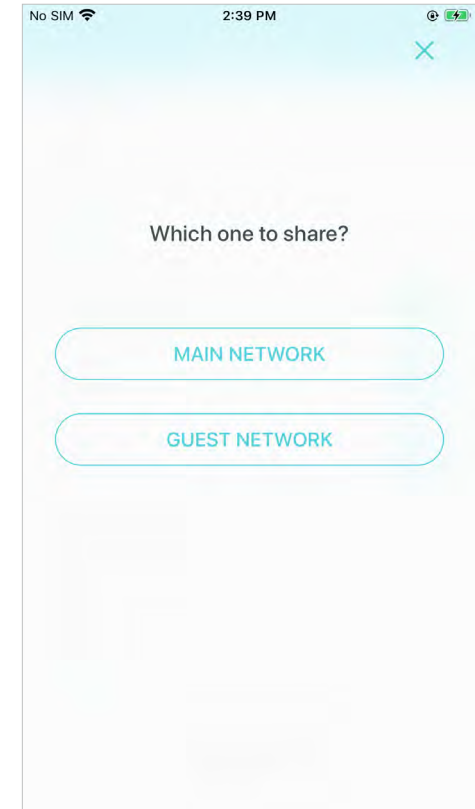 No SIM 2:39 PM
Which one to share?
MAIN NETWORK
GUEST NETWORK